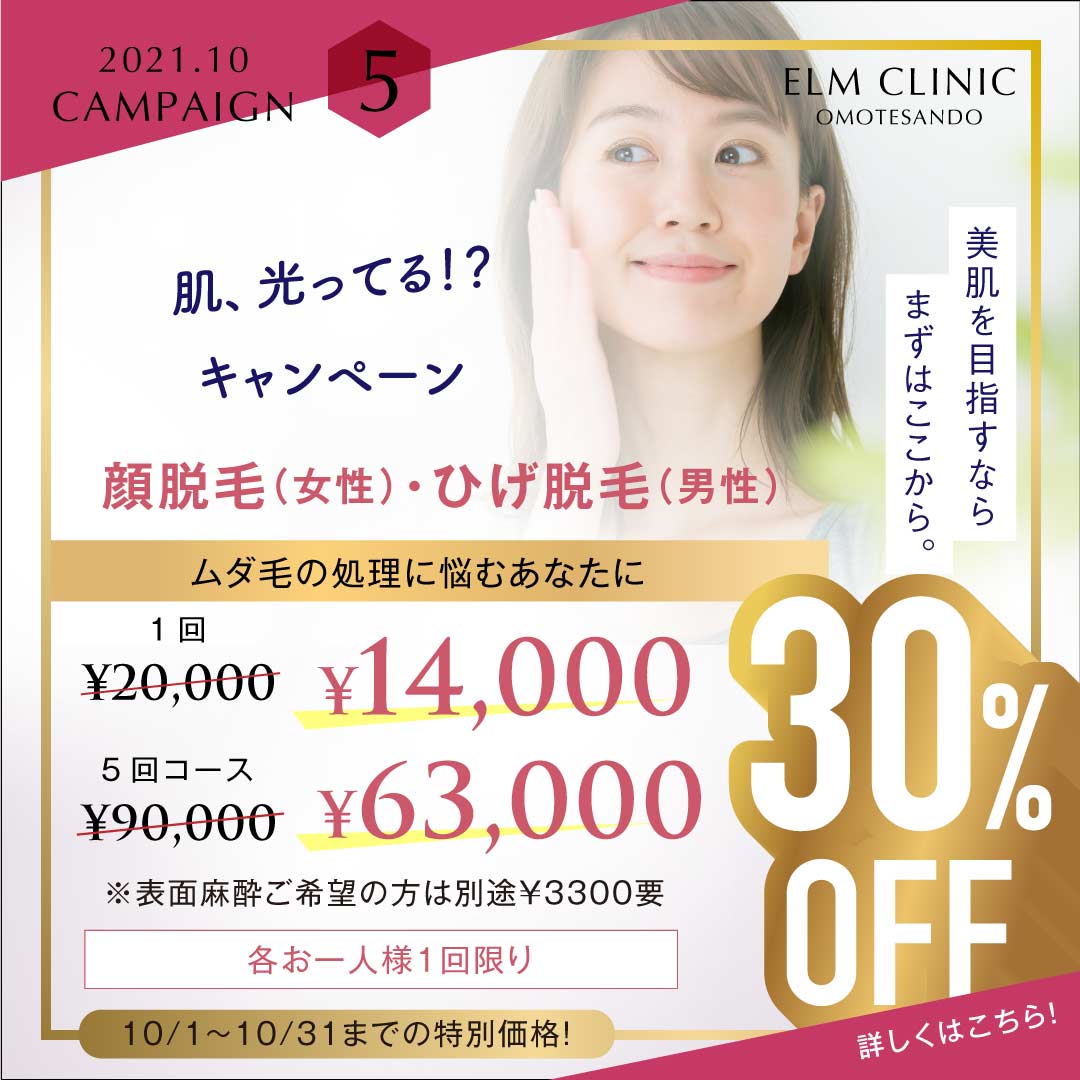 2021.10
CAMPAIGN
5
ELM CLINIC
OMOTESANDO
美肌を目指すなら
まずはここから。
肌、光ってる!?
キャンペーン
顔脱毛（女性）・ひげ脱毛（男性）
ムダ毛の処理に悩むあなたに
1回
¥20,000 ¥14,000
5回コース
¥90,000 ¥63,000
30%
OFF
※表面麻酔ご希望の方は別途¥3300要
各お一人様1回限り
10/1〜10/31までの特別価格!
詳しくはこちら!